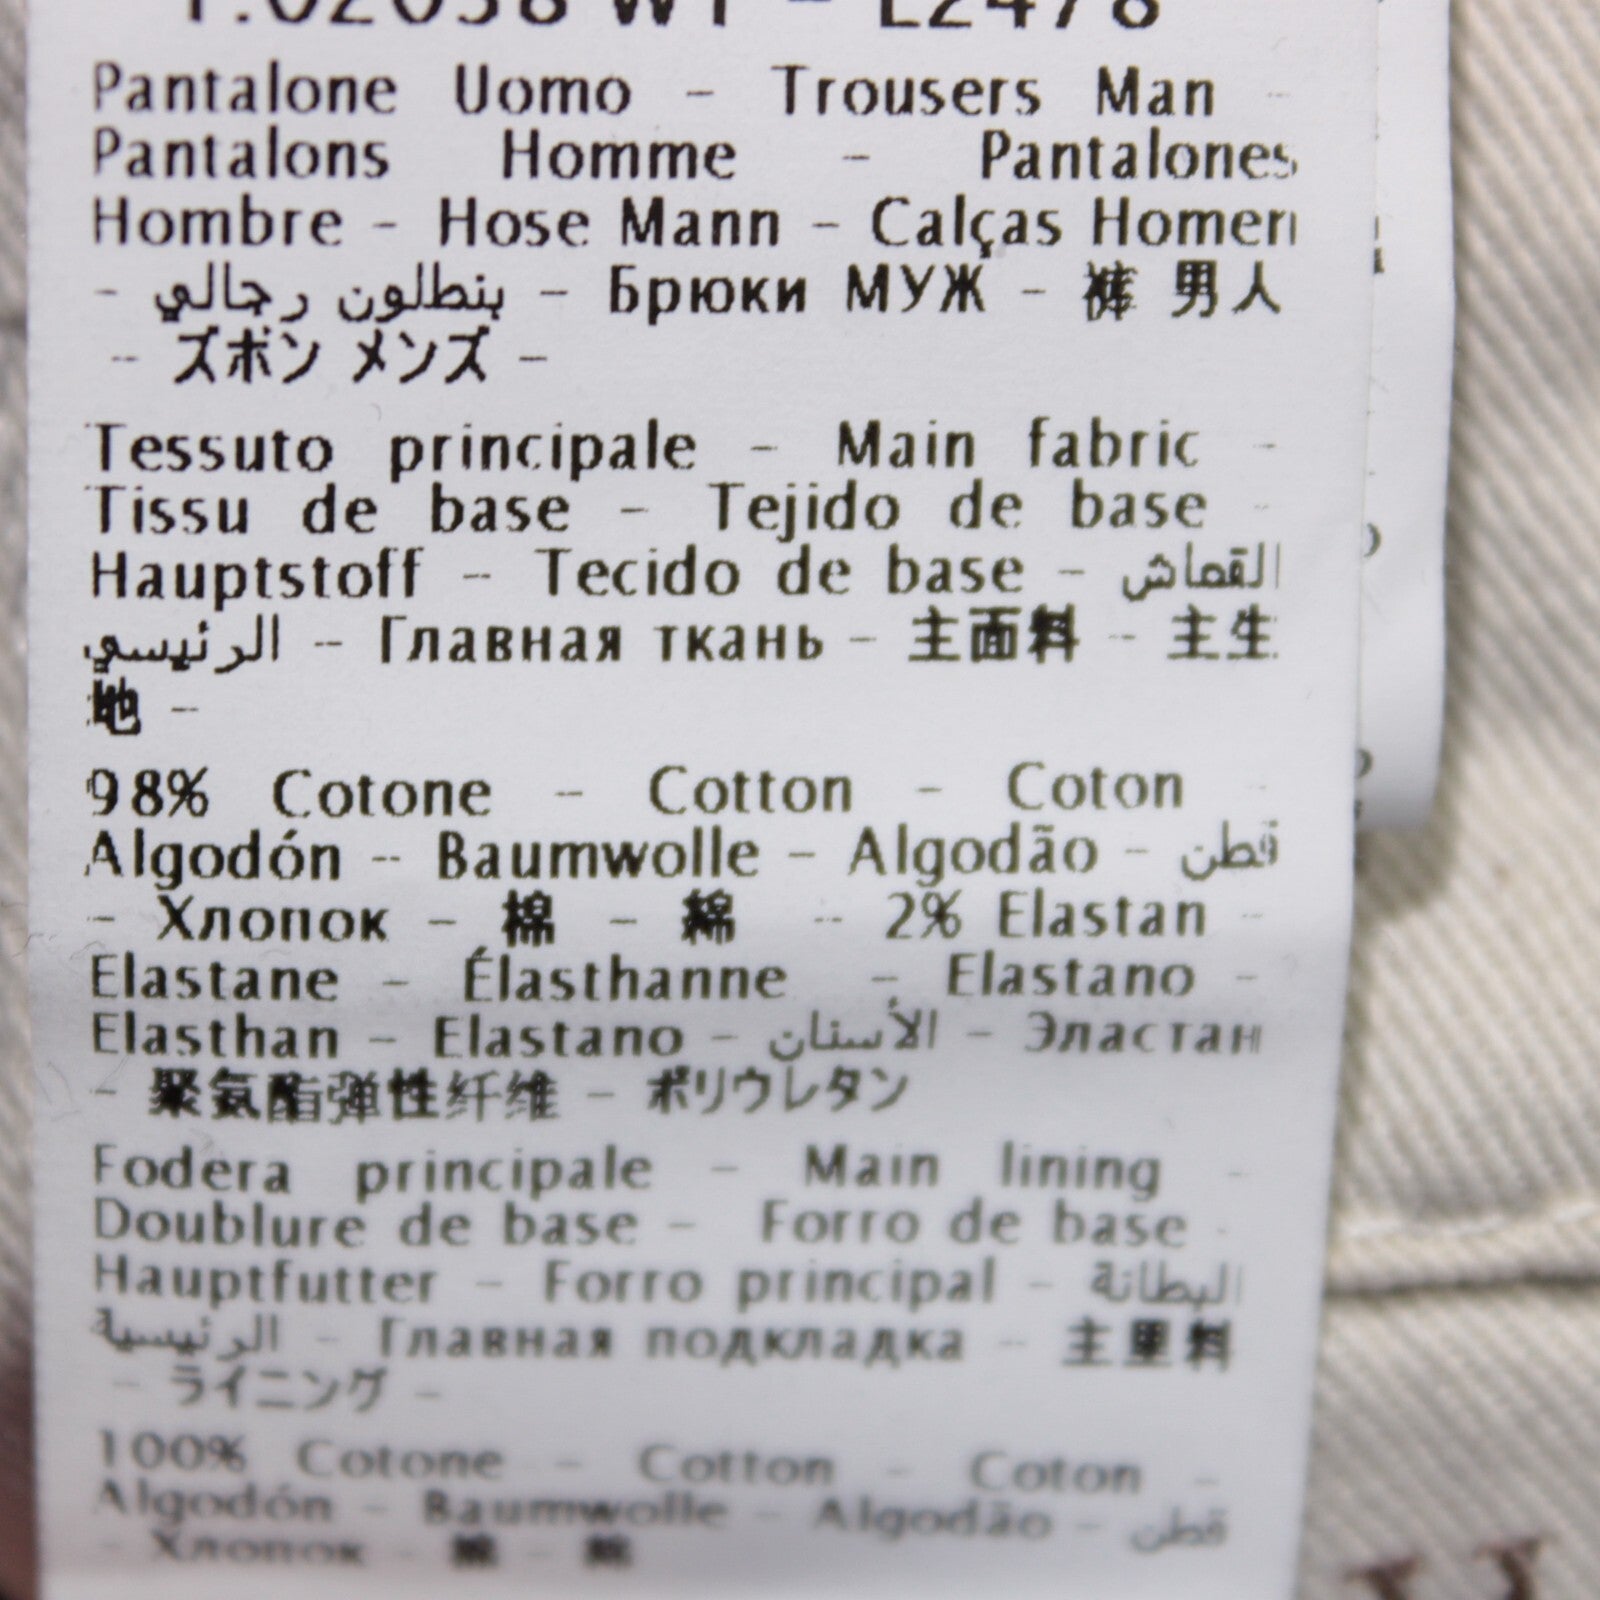 Pantalone Uomo - Trousers Man -
Pantalons Homme - Pantalones
Hombre - Hose Mann - Calças Homem
- بنطلون رجالي - Брюки МУЖ - 裤 男人
- ズボン メンズ -
Tessuto principale - Main fabric -
Tissu de base - Tejido de base -
Hauptstoff - Tecido de base - القماش
الرئيسي - Главная ткань - 主面料 - 主生
地 -
98% Cotone - Cotton - Coton -
Algodón - Baumwolle - Algodão - قطن
- Хлопок - 棉 - 綿 - 2% Elastan -
Elastane - Élasthanne - Elastano -
Elasthan - Elastano - الأستان - Эластан
- 聚氨酯弹性纤维 - ポリウレタン
Fodera principale - Main lining -
Doublure de base - Forro de base -
Hauptfutter - Forro principal - البطانة
الرئيسية - Главная подкладка - 主里料
- ライニング -
100% Cotone - Cotton - Coton -
Algodón - Baumwolle - Algodão - قطن
- Хлопок - 棉 - 綿